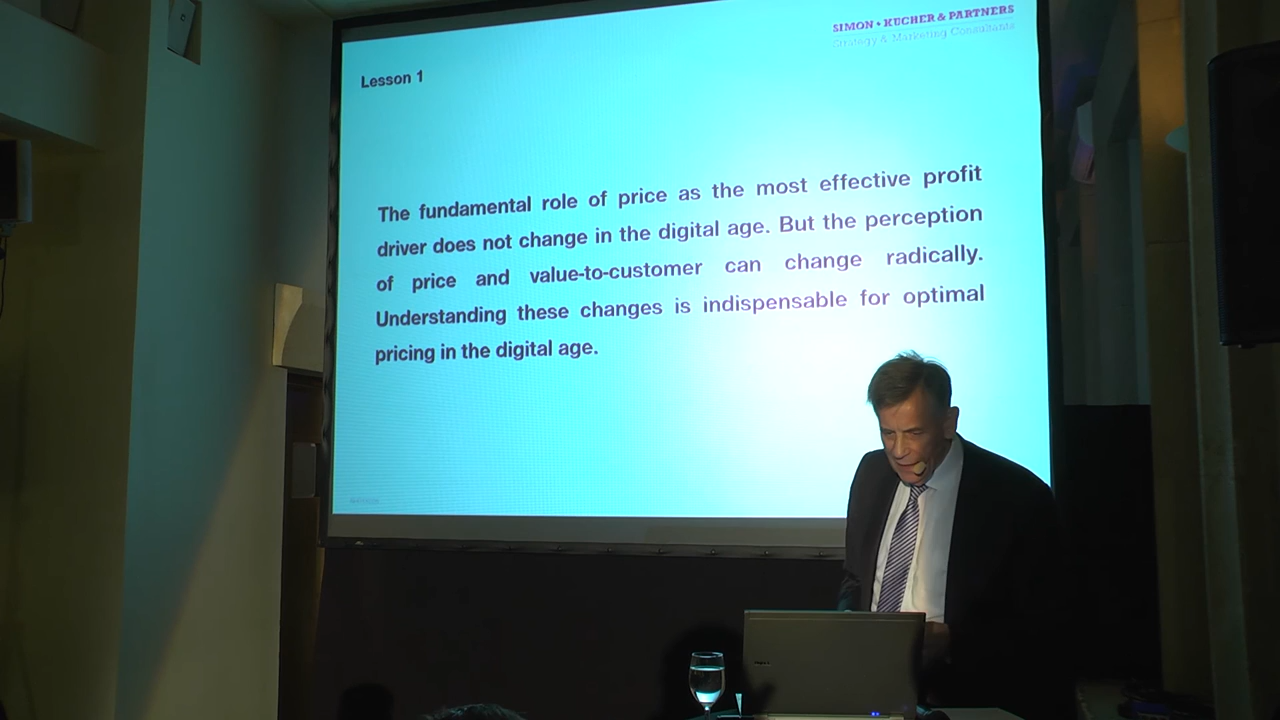 SIMON • KUCHER & PARTNERS
Strategy & Marketing Consultants
Lesson 1
The fundamental role of price as the most effective profit
driver does not change in the digital age. But the perception
of price and value-to-customer can change radically.
Understanding these changes is indispensable for optimal
pricing in the digital age.